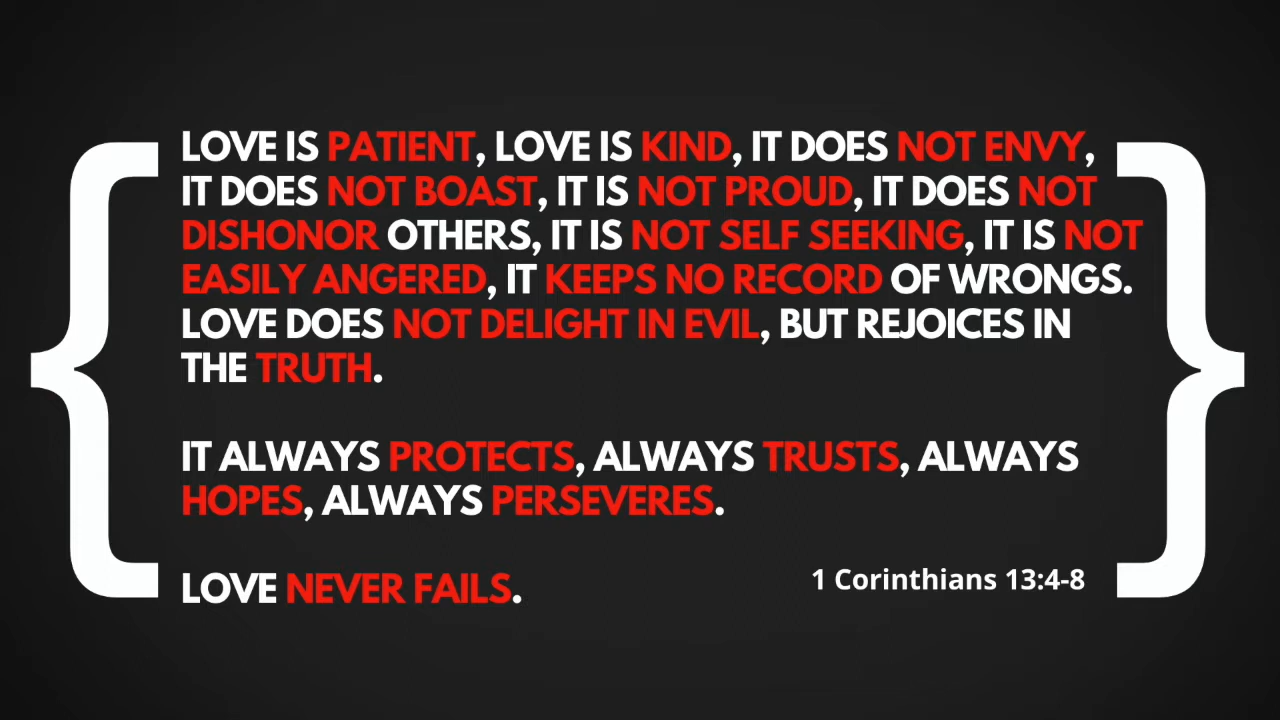 LOVE IS PATIENT, LOVE IS KIND, IT DOES NOT ENVY,
IT DOES NOT BOAST, IT IS NOT PROUD, IT DOES NOT
DISHONOR OTHERS, IT IS NOT SELF SEEKING, IT IS NOT
EASILY ANGERED, IT KEEPS NO RECORD OF WRONGS.
LOVE DOES NOT DELIGHT IN EVIL, BUT REJOICES IN
THE TRUTH.
IT ALWAYS PROTECTS, ALWAYS TRUSTS, ALWAYS
HOPES, ALWAYS PERSEVERES.
LOVE NEVER FAILS.
1 Corinthians 13:4-8